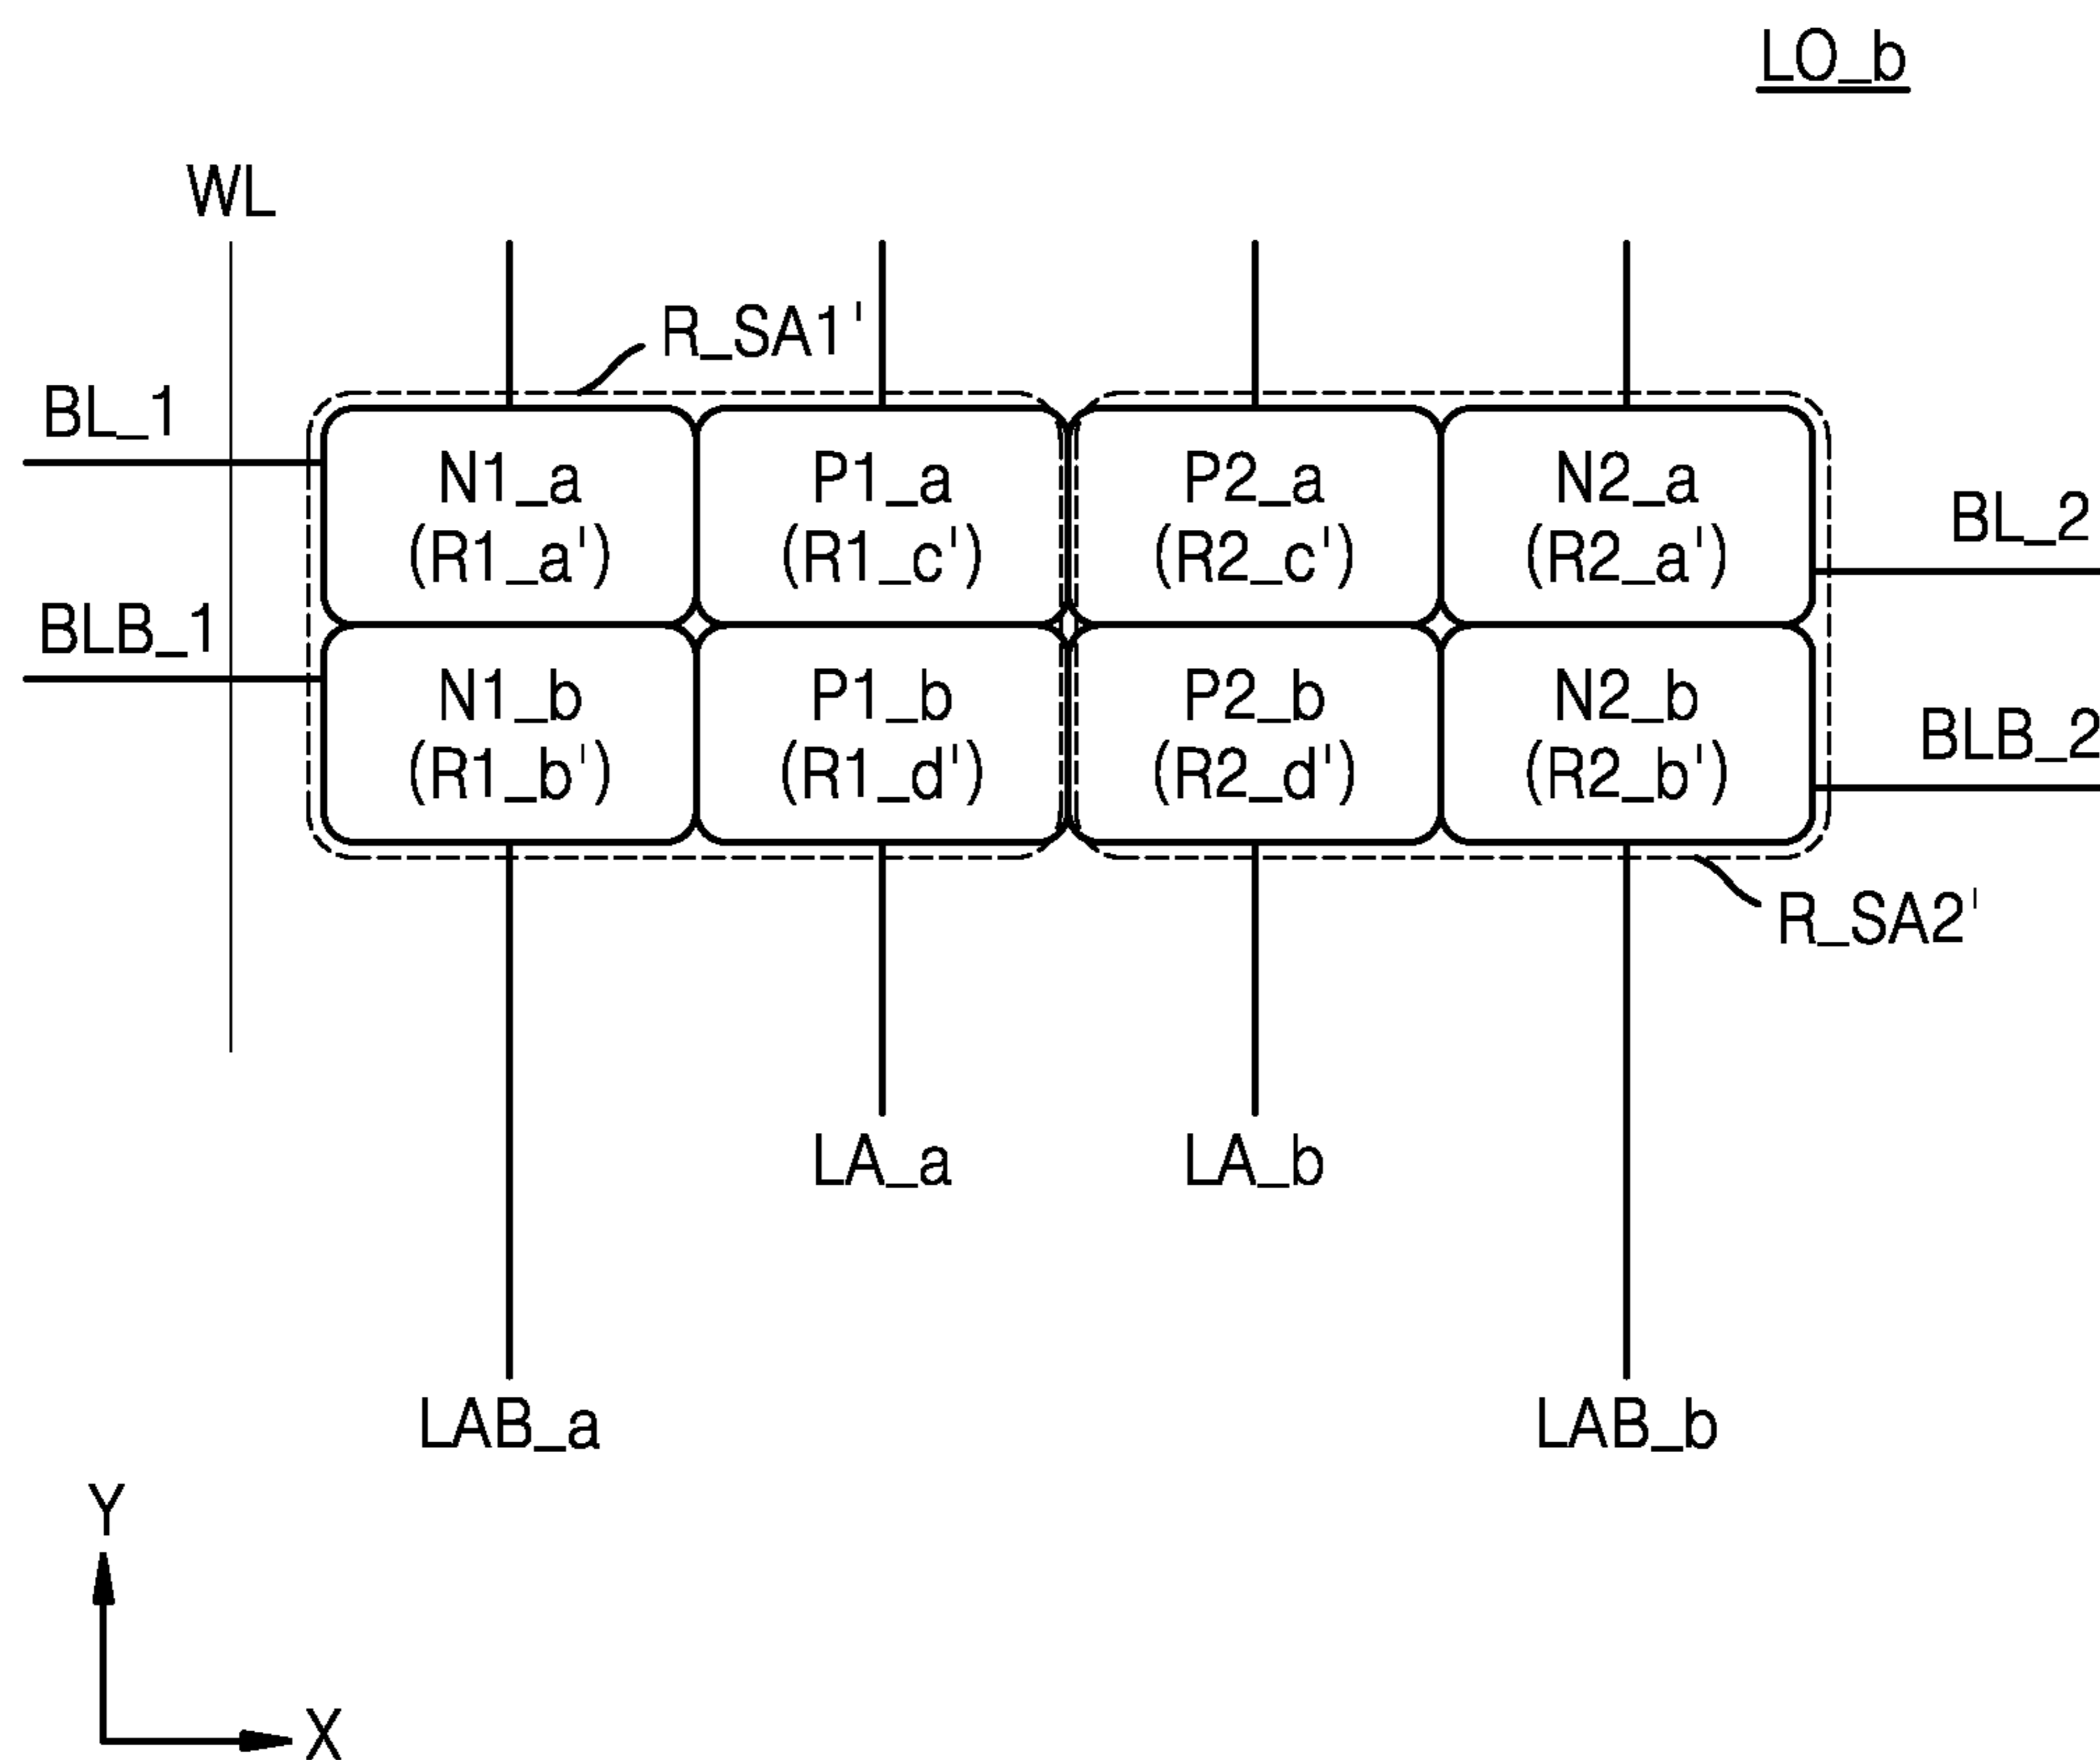 LO_b
WL
R_SA1'
BL_1
N1_a
(R1_a')
P1_a
(R1_c')
P2_a
(R2_c')
N2_a
(R2_a')
BL_2
BLB_1
N1_b
(R1_b')
P1_b
(R1_d')
P2_b
(R2_d')
N2_b
(R2_b')
BLB_2
R_SA2'
LA_a
LA_b
LAB_a
LAB_b
Y
X